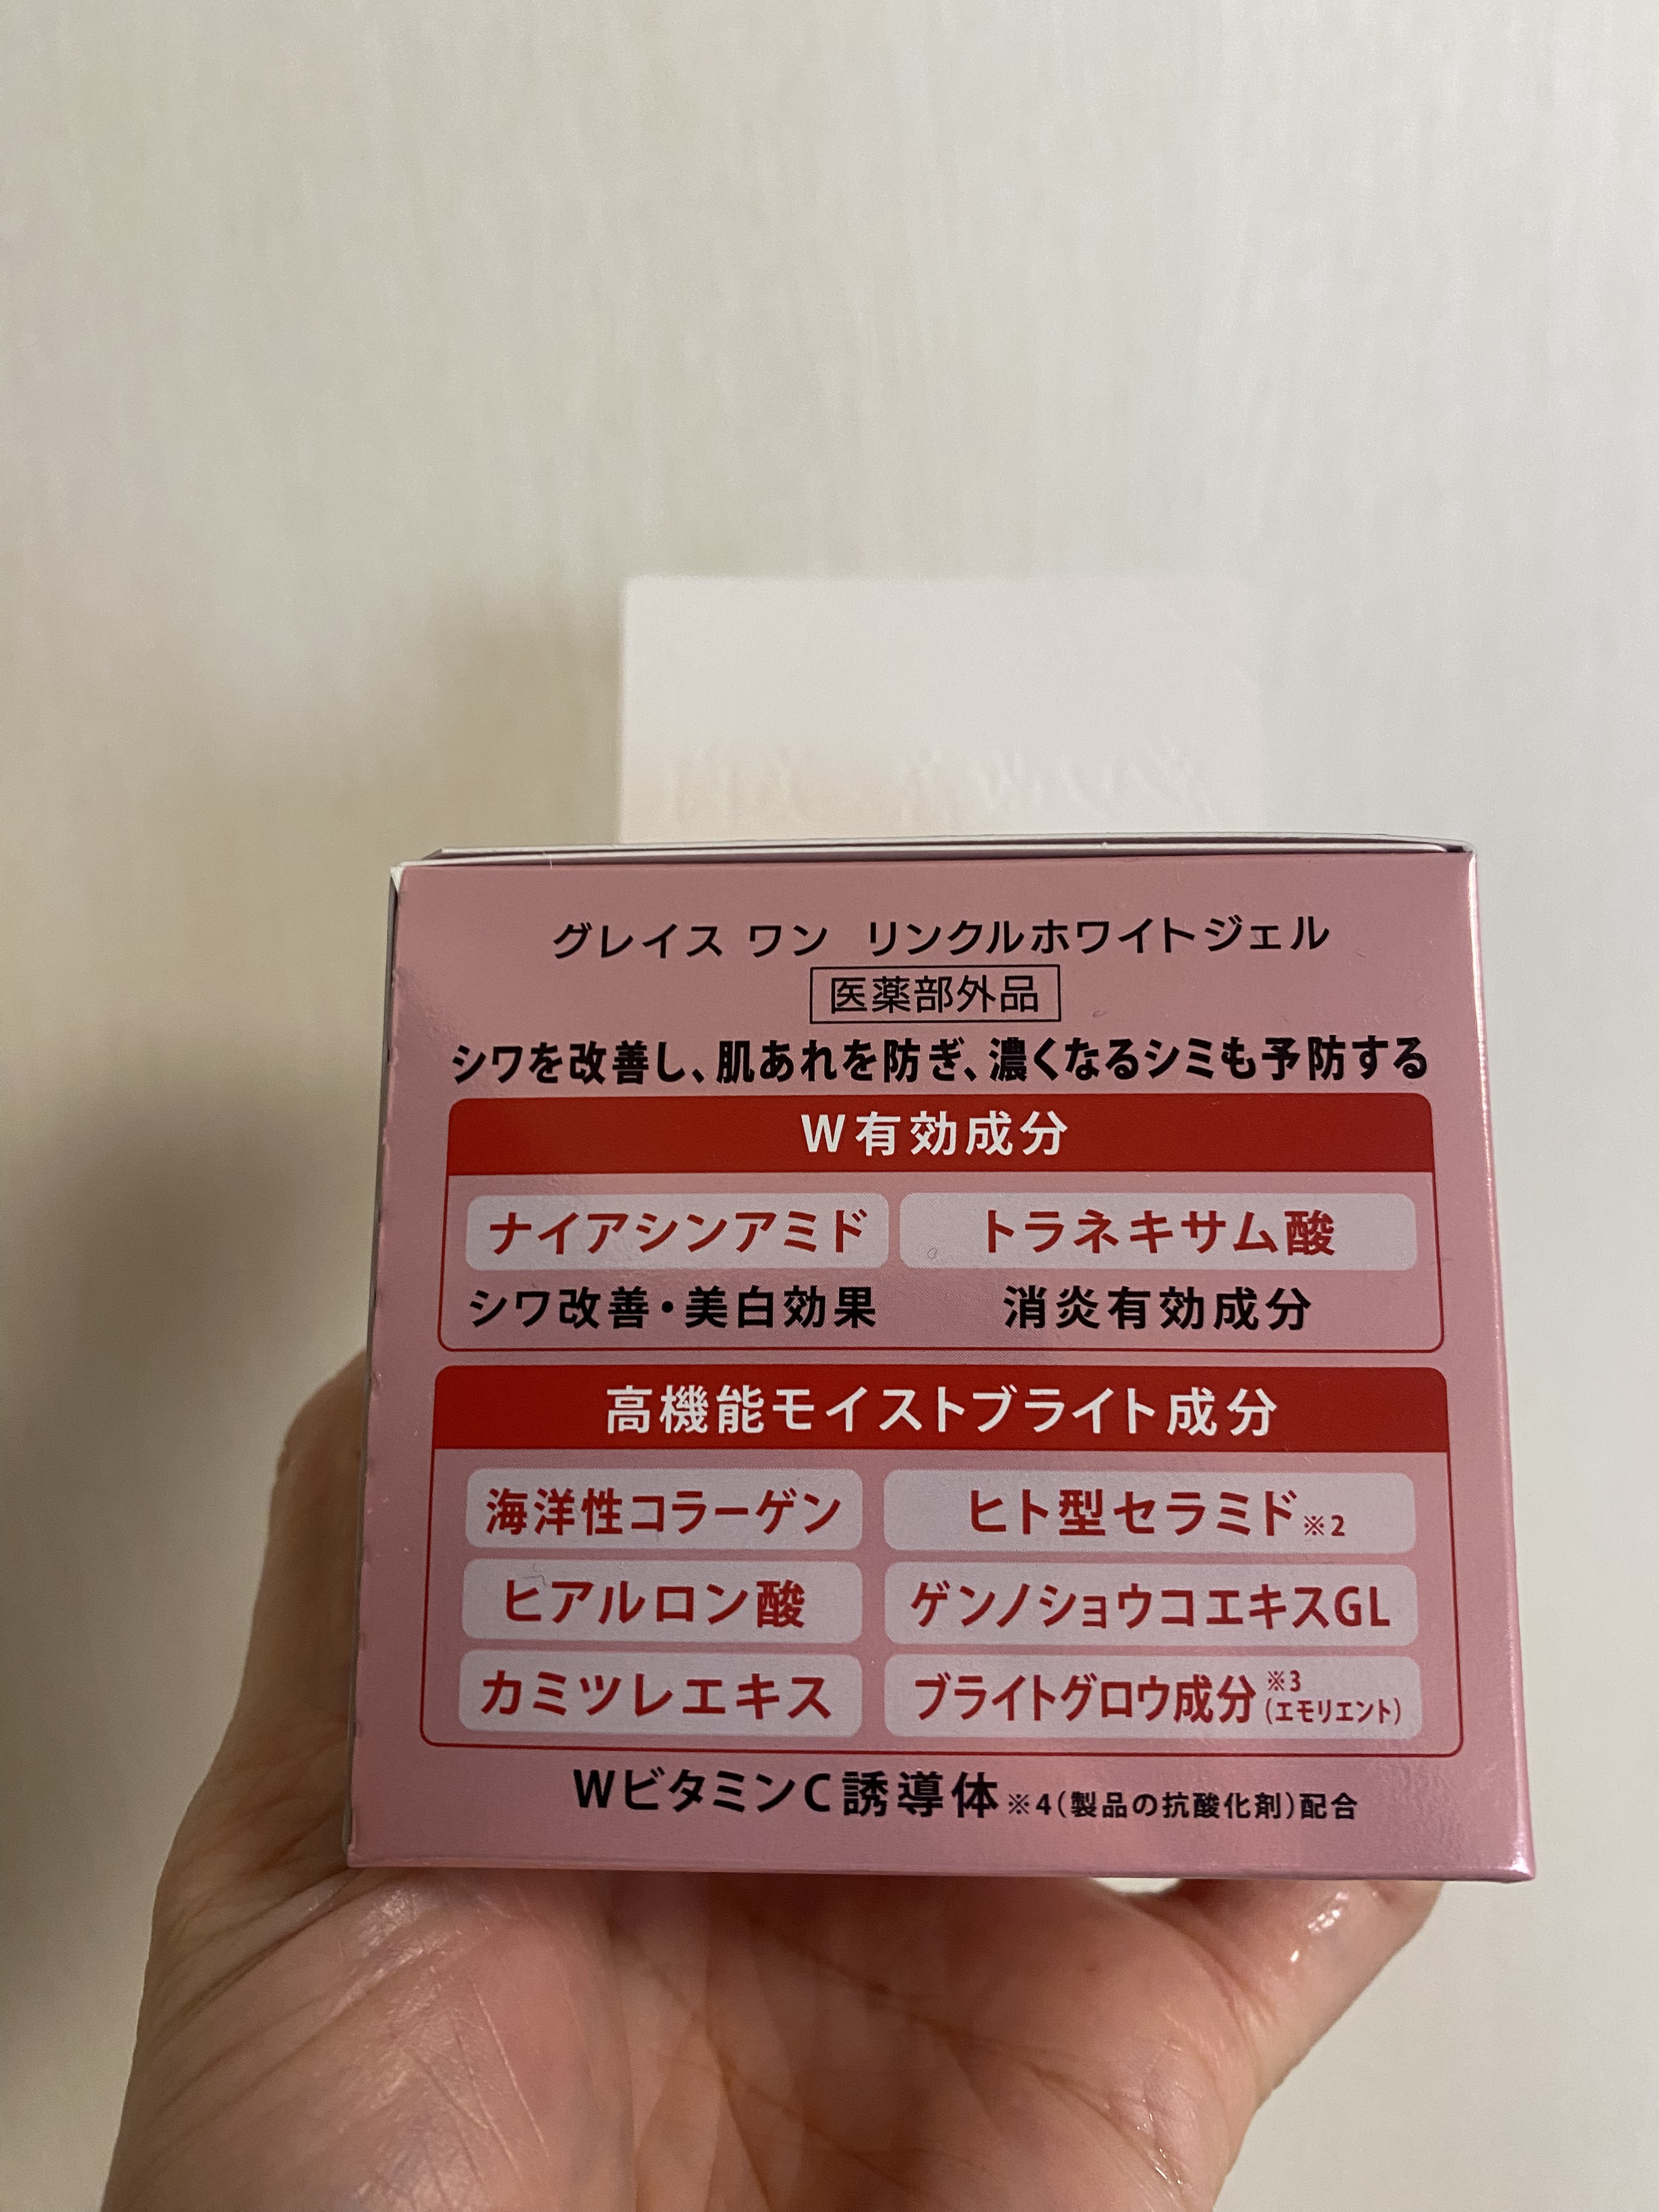 グレイス ワン リンクルホワイトジェル
医薬部外品
シワを改善し、肌あれを防ぎ、濃くなるシミも予防する
W有効成分
ナイアシンアミド トラネキサム酸
シワ改善・美白効果 消炎有効成分
高機能モイストブライト成分
海洋性コラーゲン ヒト型セラミド※2
ヒアルロン酸 ゲンノショウコエキスGL
カミツレエキス ブライトグロウ成分※3(エモリエント)
WビタミンC誘導体※4(製品の抗酸化剤)配合